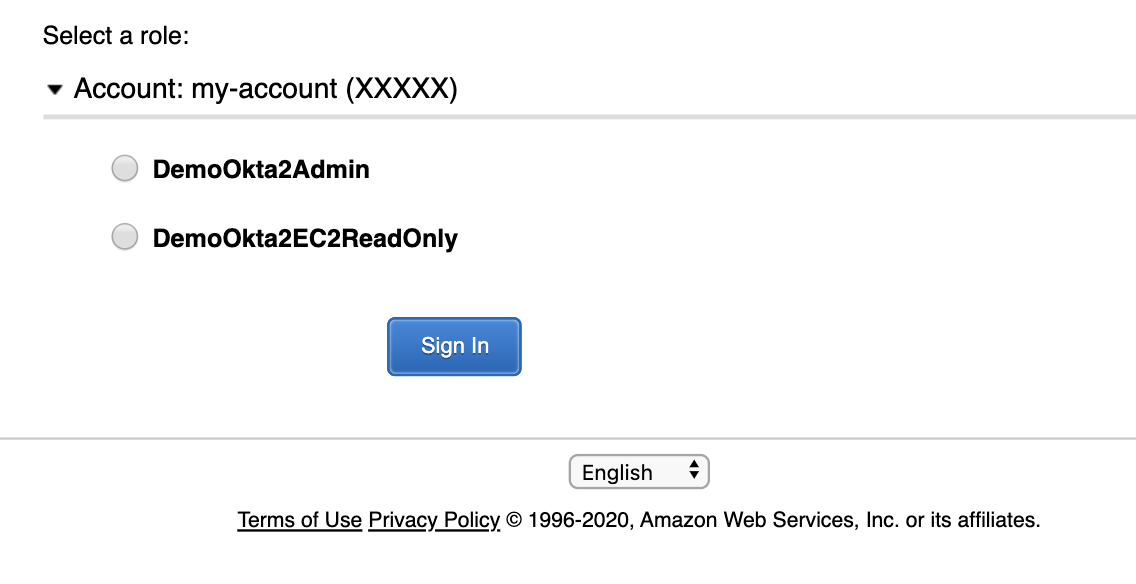 Select a role:
Account: my-account (XXXXX)
DemoOkta2Admin
DemoOkta2EC2ReadOnly
Sign In
English
Terms of Use Privacy Policy © 1996-2020, Amazon Web Services, Inc. or its affiliates.